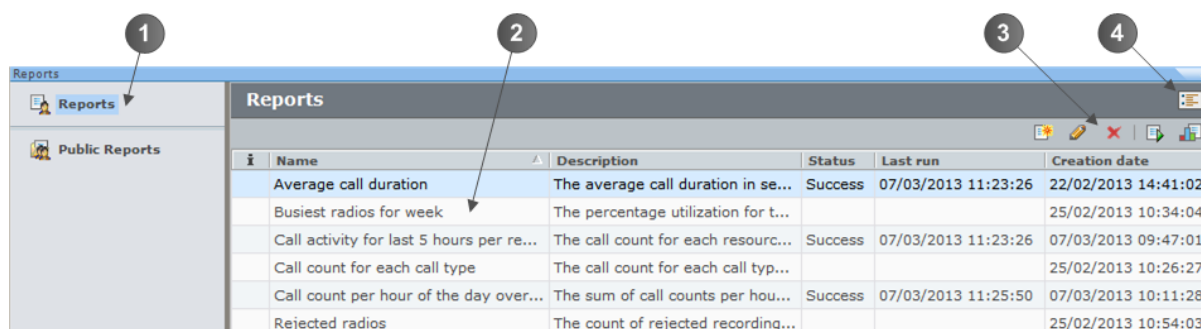 1 2 3 4
Reports
Reports
Public Reports
Reports
i Name Description Status Last run Creation date
Average call duration The average call duration in se... Success 07/03/2013 11:23:26 22/02/2013 14:41:02
Busiest radios for week The percentage utilization for t... 25/02/2013 10:34:04
Call activity for last 5 hours per re... The call count for each resourc... Success 07/03/2013 11:23:26 07/03/2013 09:47:01
Call count for each call type The call count for each call typ... 25/02/2013 10:26:27
Call count per hour of the day over... The sum of call counts per hou... Success 07/03/2013 11:25:50 07/03/2013 10:11:28
Rejected radios The count of rejected recording... 25/02/2013 10:54:03